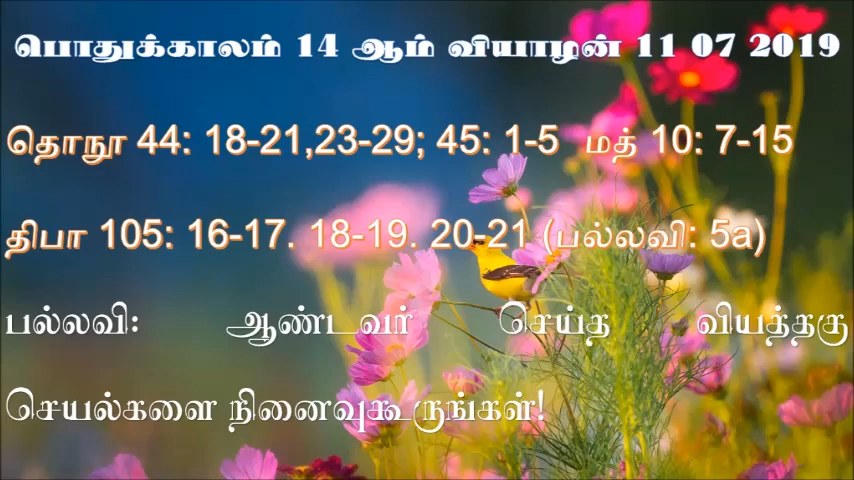 பொதுக்காலம் 14 ஆம் வியாழன் 11 07 2019
தொநூ 44: 18-21,23-29; 45: 1-5 மத் 10: 7-15
திபா 105: 16-17. 18-19. 20-21 (பல்லவி: 5a)
பல்லவி: ஆண்டவர் செய்த வியத்தகு
செயல்களை நினைவுகூருங்கள்!